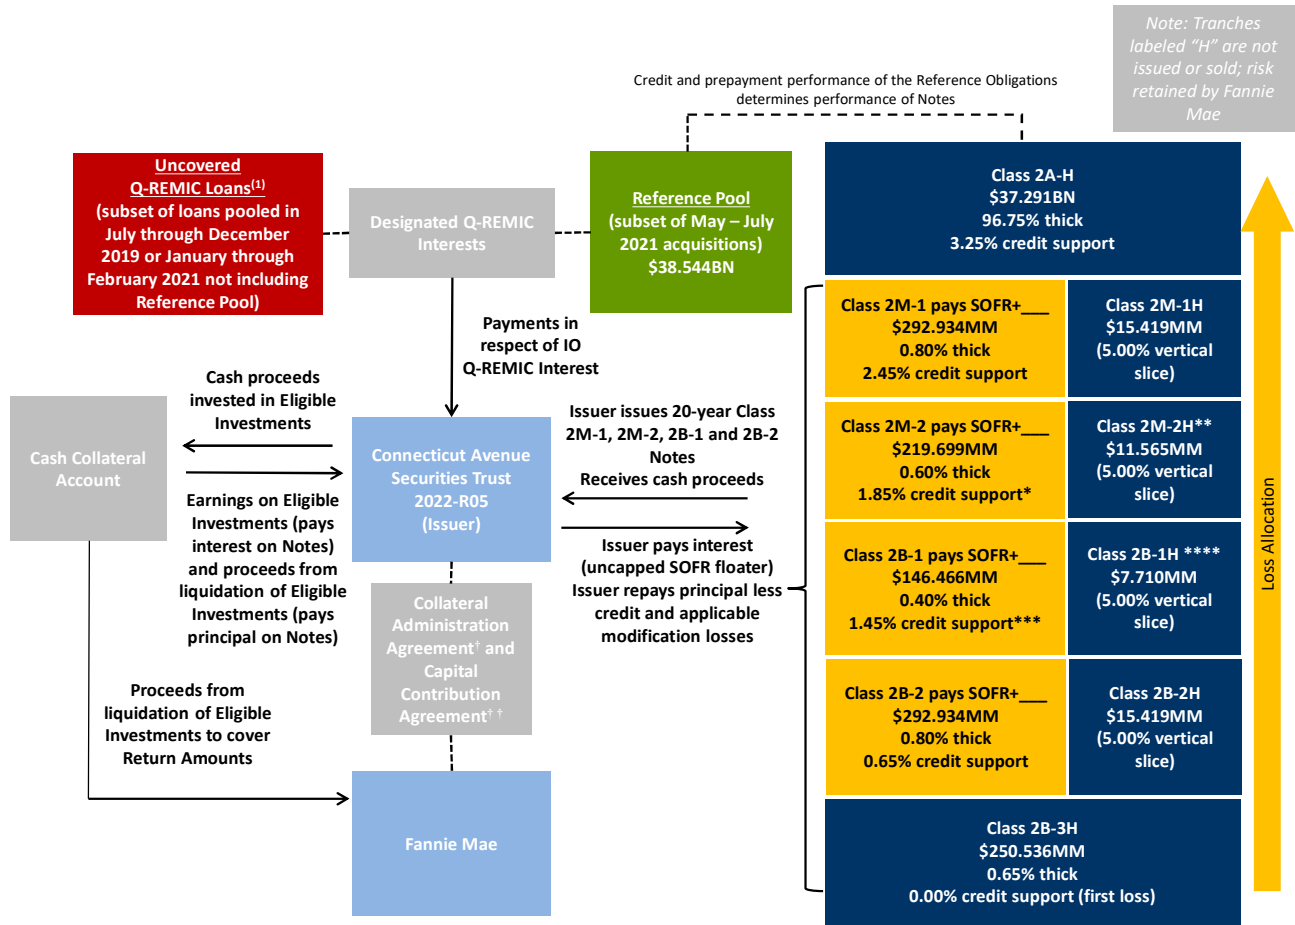 Note: Tranches
labeled “H” are not
issued or sold; risk
retained by Fannie
Mae
Credit and prepayment performance of the Reference Obligations
determines performance of Notes
Uncovered
Q-REMIC Loans(1)
(subset of loans pooled in
July through December
2019 or January through
February 2021 not including
Reference Pool)
Designated Q-REMIC
Interests
Reference Pool
(subset of May – July
2021 acquisitions)
$38.544BN
Class 2A-H
$37.291BN
96.75% thick
3.25% credit support
Payments in
respect of IO
Q-REMIC Interest
Class 2M-1 pays SOFR+___
$292.934MM
0.80% thick
2.45% credit support
Class 2M-1H
$15.419MM
(5.00% vertical
slice)
Cash proceeds
invested in Eligible
Investments
Issuer issues 20-year Class
2M-1, 2M-2, 2B-1 and 2B-2
Notes
Receives cash proceeds
Class 2M-2 pays SOFR+___
$219.699MM
0.60% thick
1.85% credit support*
Class 2M-2H**
$11.565MM
(5.00% vertical
slice)
Cash Collateral
Account
Connecticut Avenue
Securities Trust
2022-R05
(Issuer)
Earnings on Eligible
Investments (pays
interest on Notes)
and proceeds from
liquidation of Eligible
Investments (pays
principal on Notes)
Issuer pays interest
(uncapped SOFR floater)
Issuer repays principal less
credit and applicable
modification losses
Class 2B-1 pays SOFR+___
$146.466MM
0.40% thick
1.45% credit support***
Class 2B-1H ****
$7.710MM
(5.00% vertical
slice)
Loss Allocation
Collateral
Administration
Agreement† and
Capital
Contribution
Agreement† †
Proceeds from
liquidation of Eligible
Investments to cover
Return Amounts
Class 2B-2 pays SOFR+___
$292.934MM
0.80% thick
0.65% credit support
Class 2B-2H
$15.419MM
(5.00% vertical
slice)
Fannie Mae
Class 2B-3H
$250.536MM
0.65% thick
0.00% credit support (first loss)